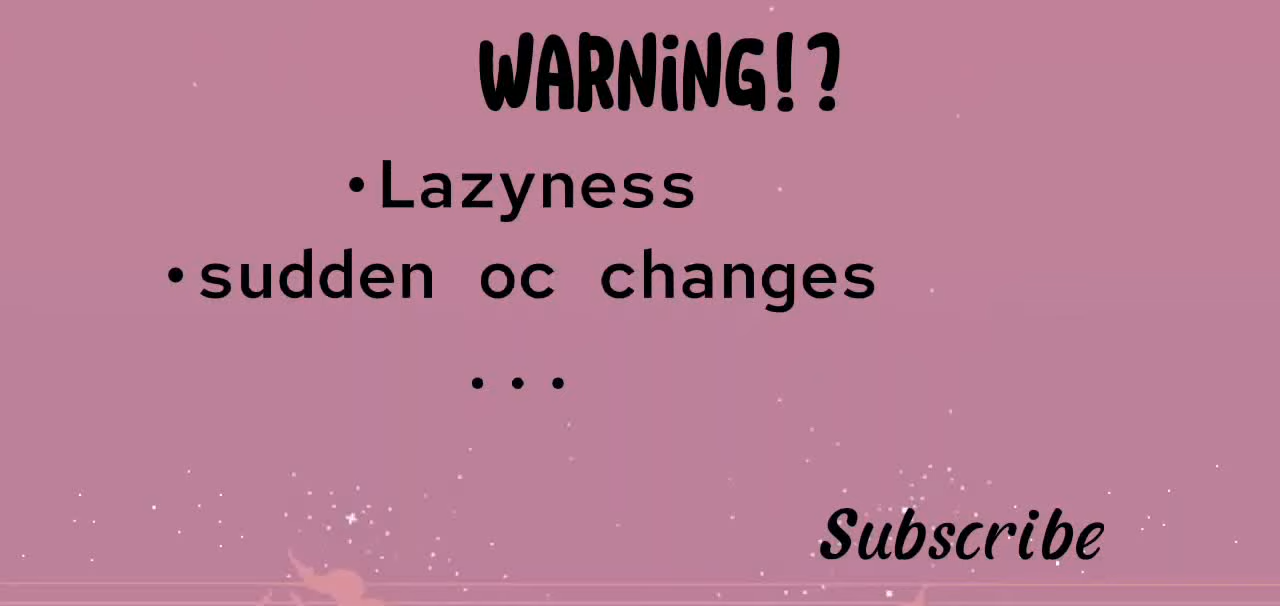 WARNiNG!?
•Lazyness
•sudden oc changes
...
Subscribe